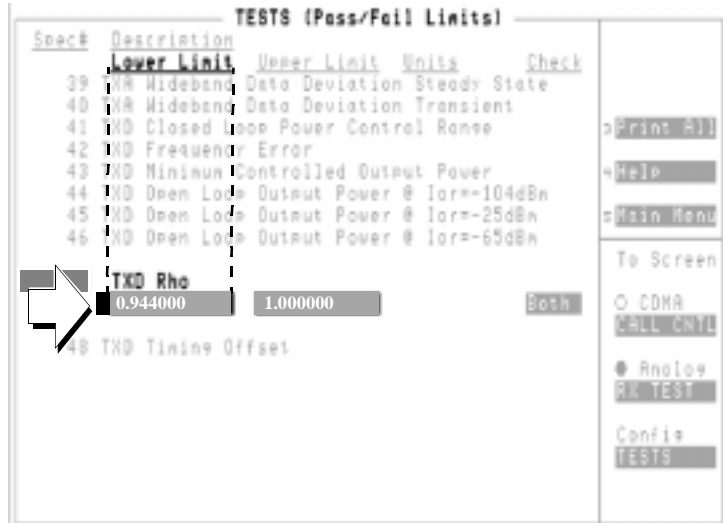 TESTS (Pass/Fail Limits)
Spec# Description
Lower Limit Upper Limit Units Check
39 TXA Wideband Data Deviation Steady State
40 TXA Wideband Data Deviation Transient
41 TXD Closed Loop Power Control Range
42 TXD Frequency Error
43 TXD Minimum Controlled Output Power
44 TXD Open Loop Output Power @ Ior=-104dBm
45 TXD Open Loop Output Power @ Ior=-25dBm
46 TXD Open Loop Output Power @ Ior=-65dBm
TXD Rho
0.944000 1.000000 Both
48 TXD Timing Offset
3 Print All
4 Help
5 Main Menu
To Screen
CDMA
CALL CNTL
Analog
RX TEST
Config
TESTS